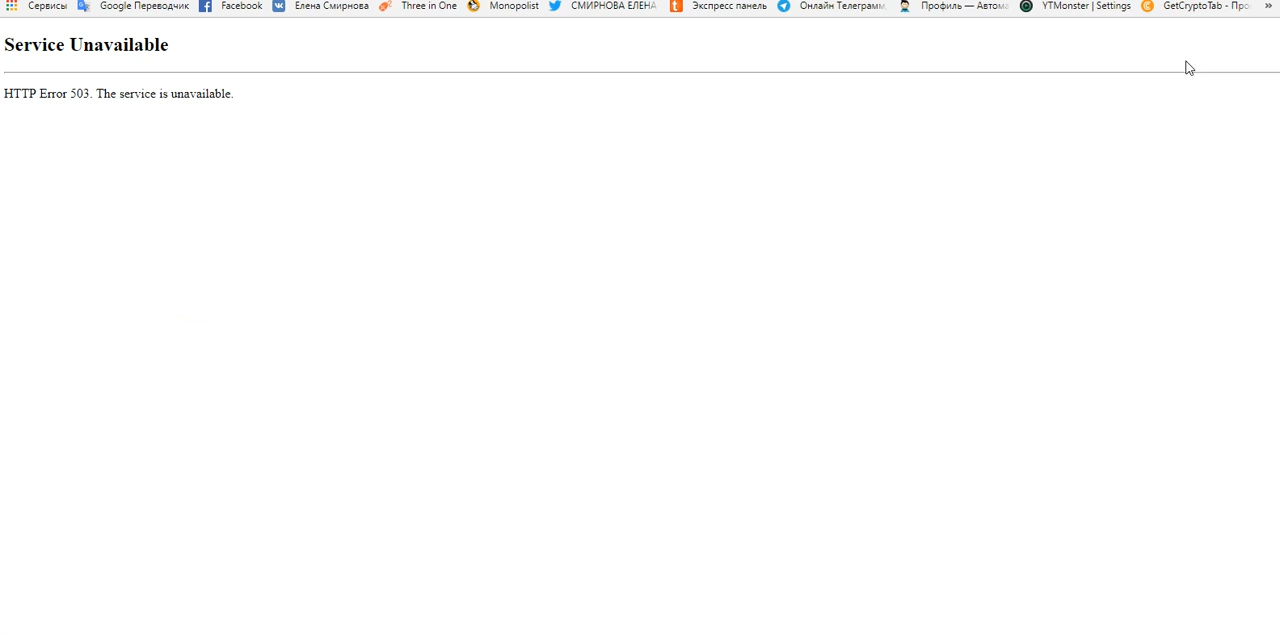 Сервисы Google Переводчик Facebook Елена Смирнова Three in One Monopolist СМИРНОВА ЕЛЕНА Экспресс панель Онлайн Телеграмм Профиль — Автома YTMonster | Settings GetCryptoTab - Про »
Service Unavailable
HTTP Error 503. The service is unavailable.